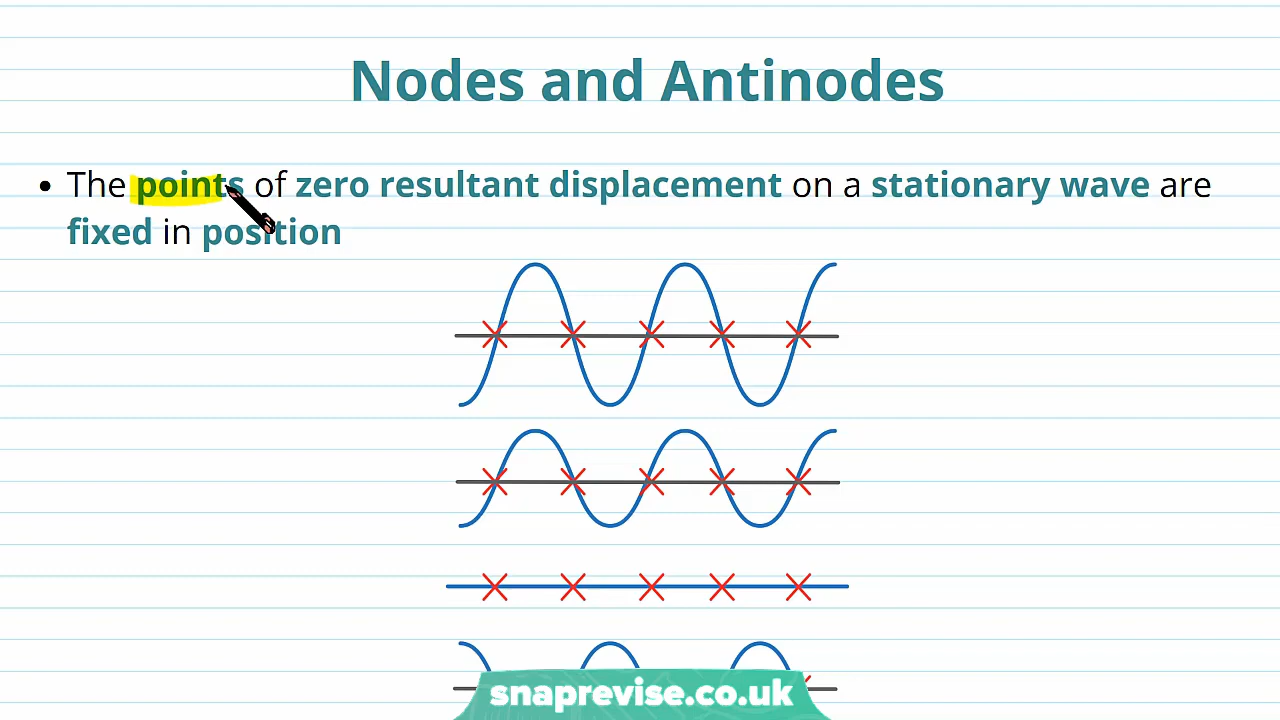 Nodes and Antinodes
• The points of zero resultant displacement on a stationary wave are
fixed in position
snaprevise.co.uk